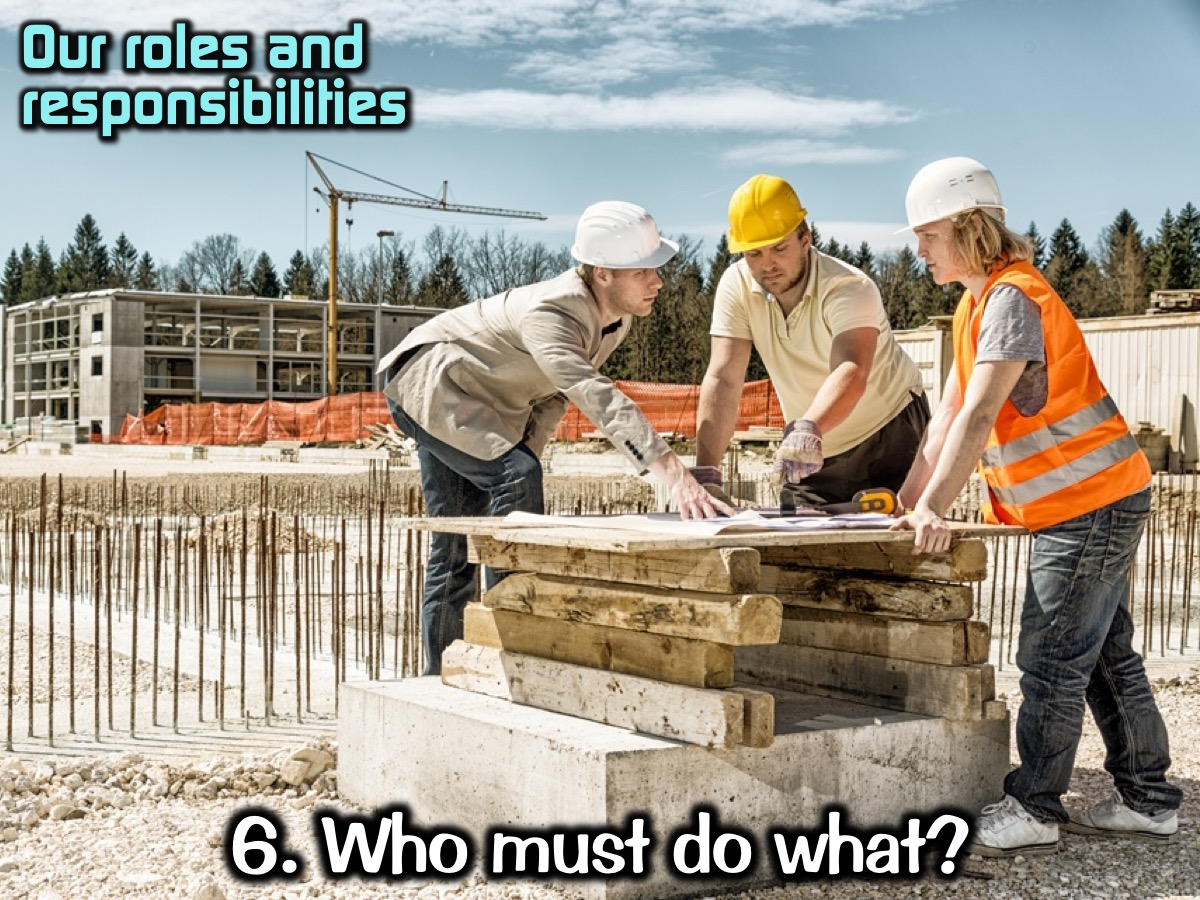 Our roles and
responsibilities
6. Who must do what?